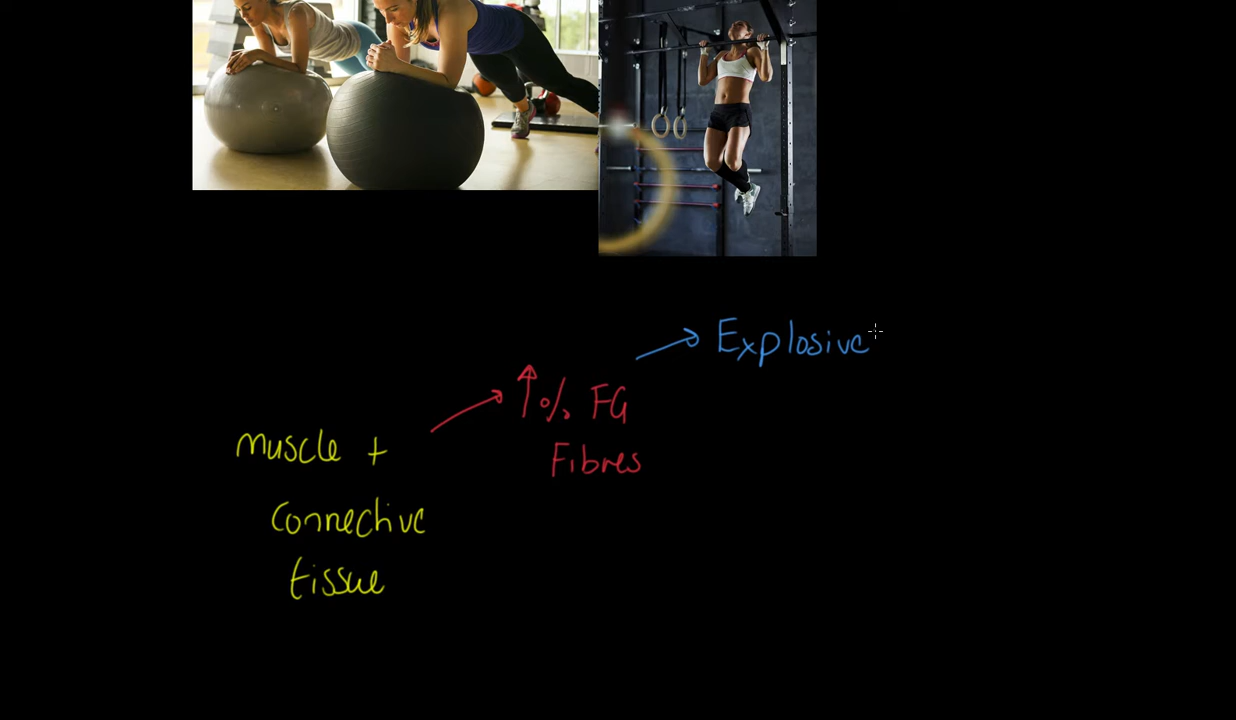 Explosive
↑% FG
Fibres
muscle +
connective
tissue